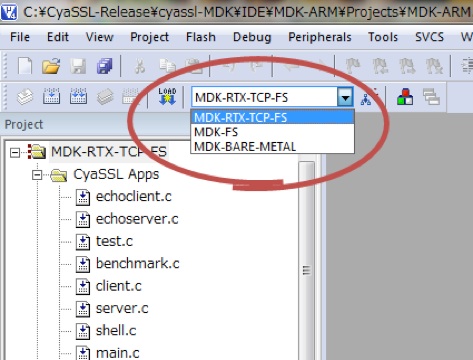 C:¥CyaSSL-Release¥cyassl-MDK¥IDE¥MDK-ARM¥Projects¥MDK-ARM
File Edit View Project Flash Debug Peripherals Tools SVCS
LOAD MDK-RTX-TCP-FS
MDK-RTX-TCP-FS
MDK-FS
MDK-BARE-METAL
Project
MDK-RTX-TCP-FS
CyaSSL Apps
echoclient.c
echoserver.c
test.c
benchmark.c
client.c
server.c
shell.c
main.c